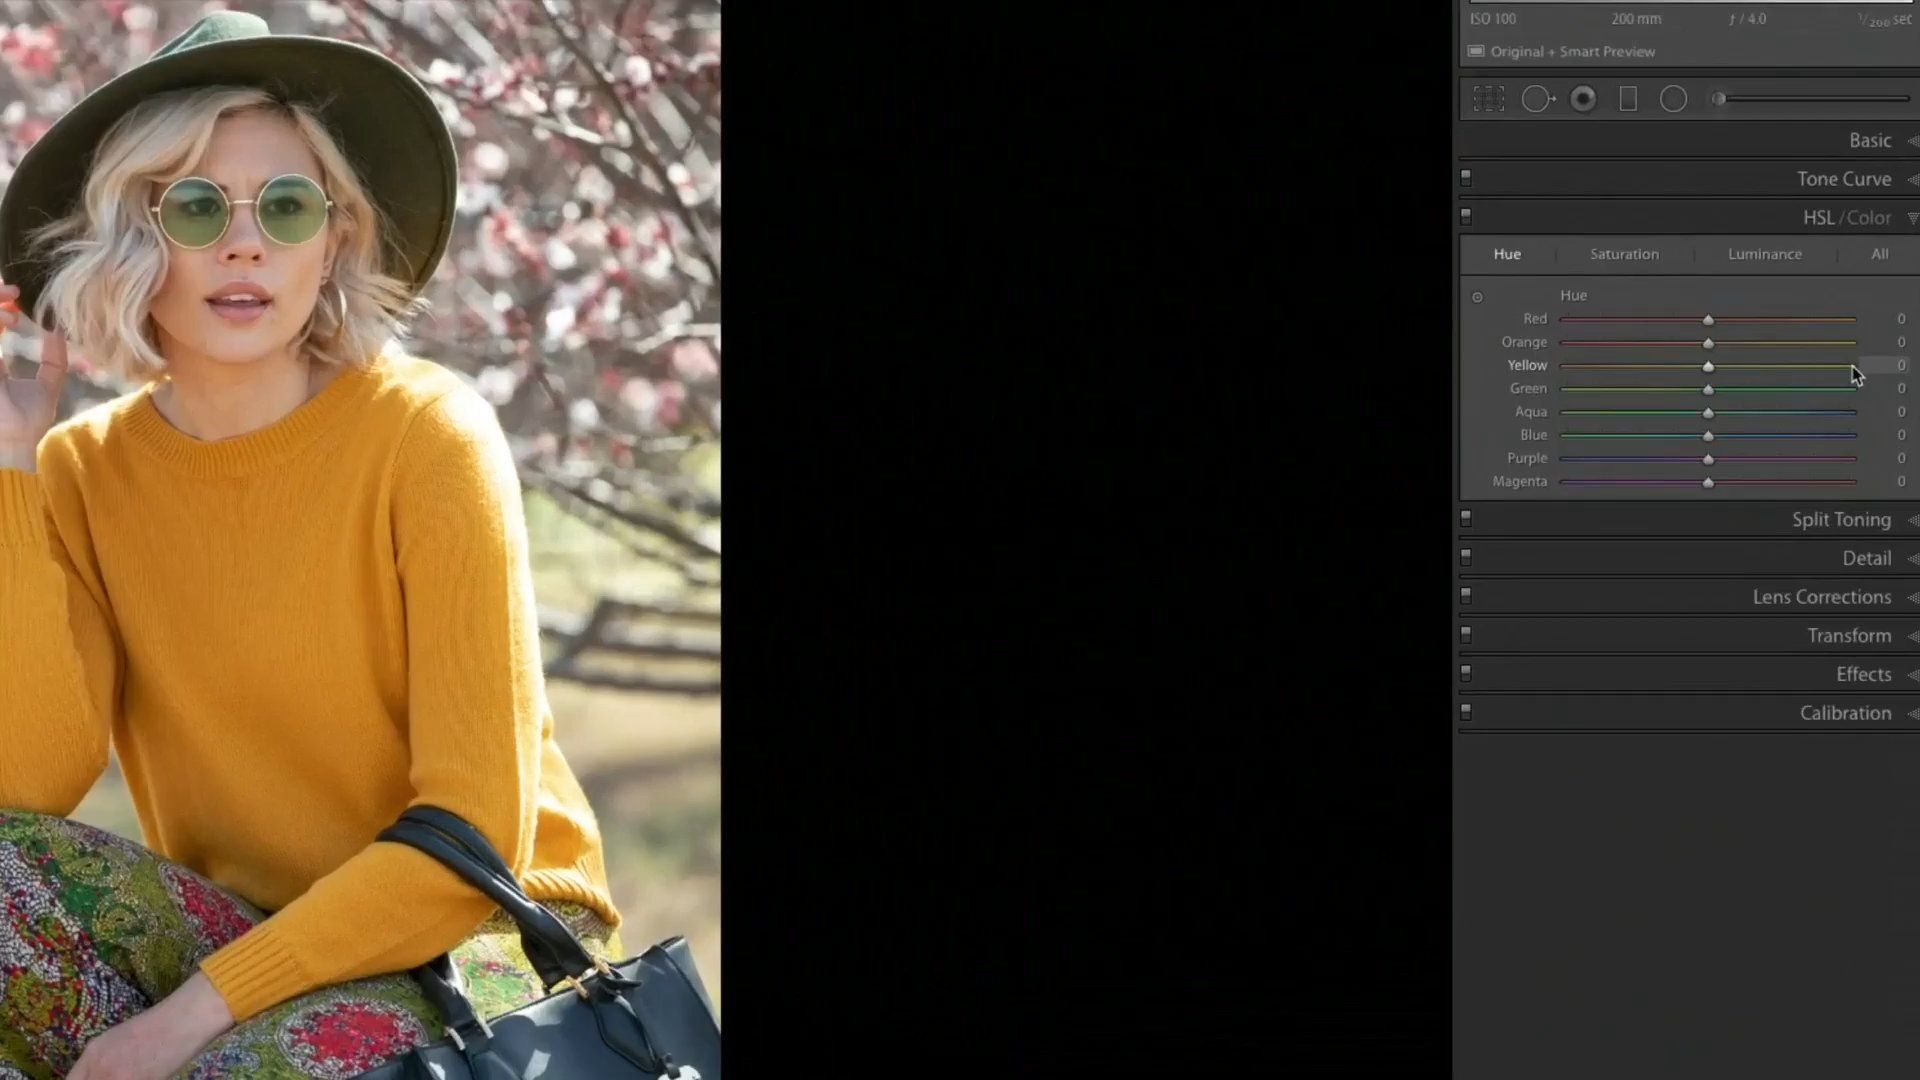 ISO 100 200 mm ƒ / 4.0 1/200 sec
Original + Smart Preview
Basic
Tone Curve
HSL / Color
Hue Saturation Luminance All
Hue
Red 0
Orange 0
Yellow 0
Green 0
Aqua 0
Blue 0
Purple 0
Magenta 0
Split Toning
Detail
Lens Corrections
Transform
Effects
Calibration